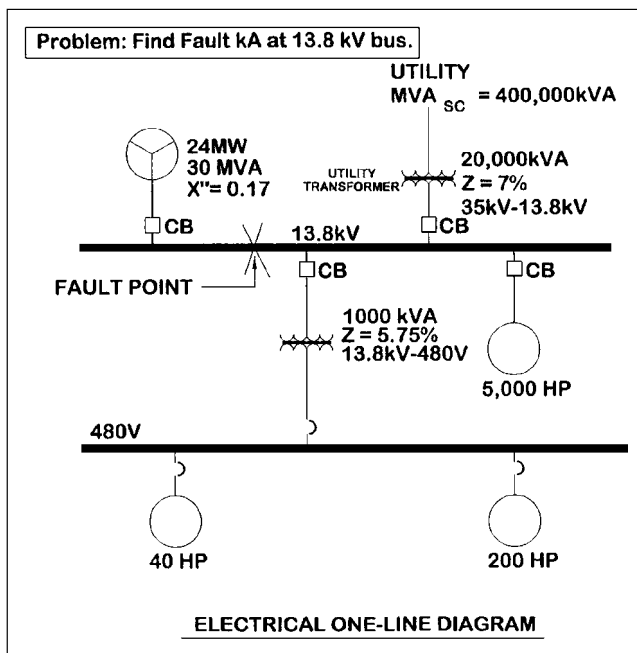 Problem: Find Fault kA at 13.8 kV bus.
UTILITY
MVA SC = 400,000kVA
24MW
30 MVA
X"= 0.17
UTILITY
TRANSFORMER
20,000kVA
Z = 7%
35kV-13.8kV
CB
13.8kV
CB
FAULT POINT
CB
CB
1000 kVA
Z = 5.75%
13.8kV-480V
5,000 HP
480V
40 HP
200 HP
ELECTRICAL ONE-LINE DIAGRAM